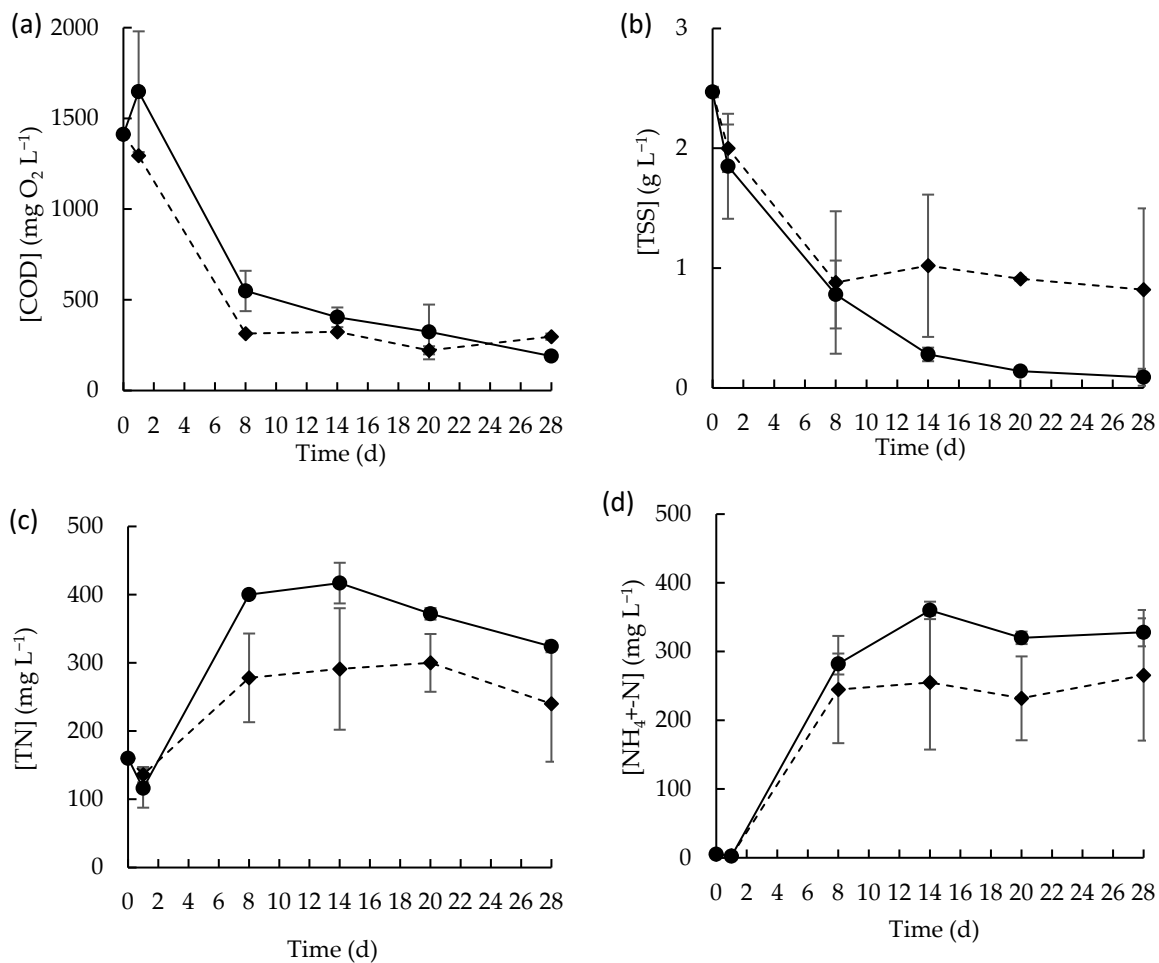 (a)
[COD] (mg O₂ L⁻¹)
2000
1500
1000
500
0
0 2 4 6 8 10 12 14 16 18 20 22 24 26 28
Time (d)
(b)
[TSS] (g L⁻¹)
3
2
1
0
0 2 4 6 8 10 12 14 16 18 20 22 24 26 28
Time (d)
(c)
[TN] (mg L⁻¹)
500
400
300
200
100
0
0 2 4 6 8 10 12 14 16 18 20 22 24 26 28
Time (d)
(d)
[NH₄+-N] (mg L⁻¹)
500
400
300
200
100
0
0 2 4 6 8 10 12 14 16 18 20 22 24 26 28
Time (d)